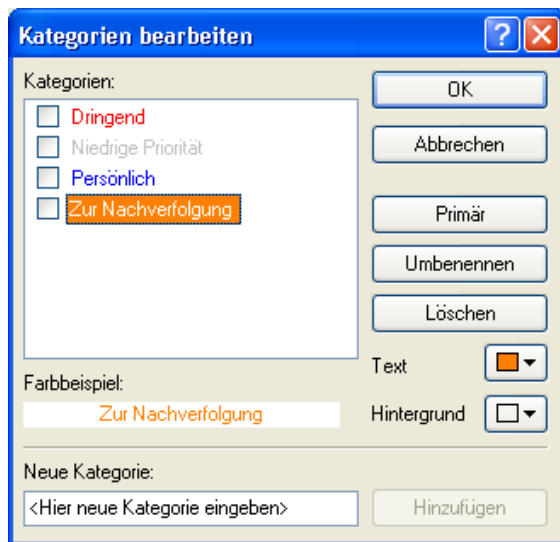 Kategorien bearbeiten
Kategorien:
Dringend
Niedrige Priorität
Persönlich
Zur Nachverfolgung
OK
Abbrechen
Primär
Umbenennen
Löschen
Text
Hintergrund
Farbbeispiel:
Zur Nachverfolgung
Neue Kategorie:
<Hier neue Kategorie eingeben>
Hinzufügen